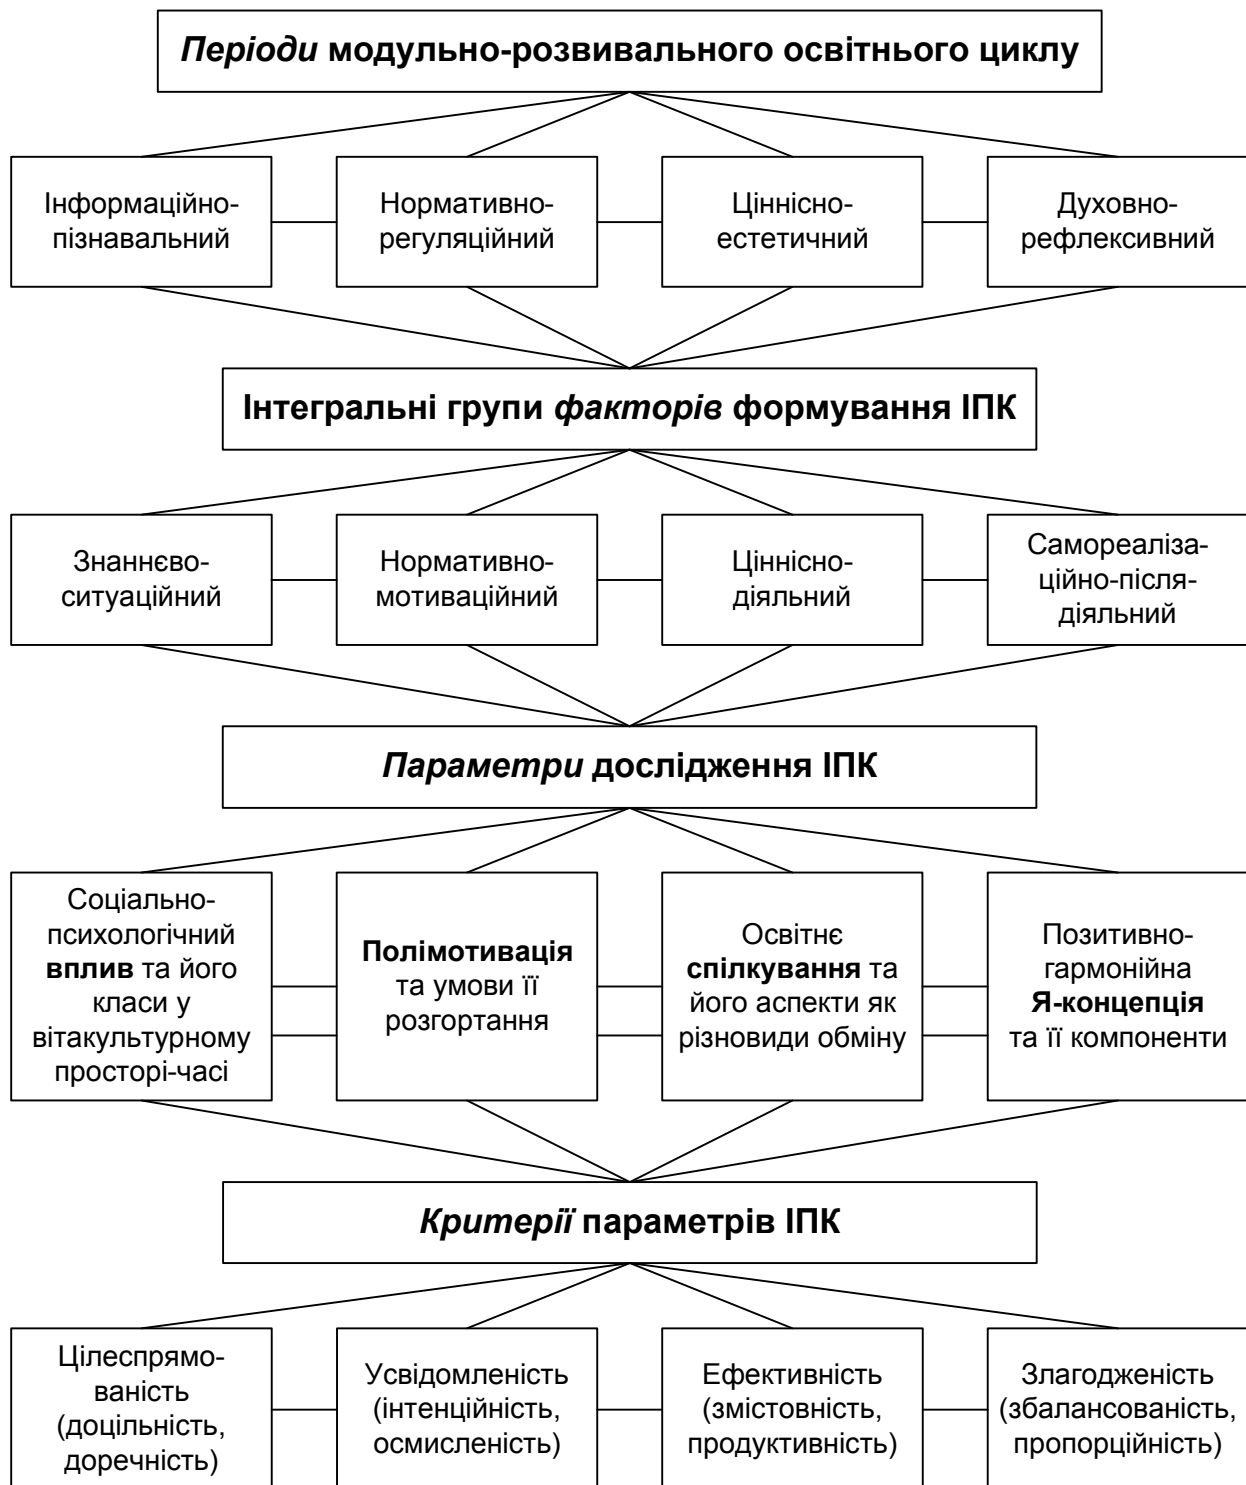 Періоди модульно-розвивального освітнього циклу
Інформаційно-
пізнавальний
Нормативно-
регуляційний
Ціннісно-
естетичний
Духовно-
рефлексивний
Інтегральні групи факторів формування ІПК
Знаннєво-
ситуаційний
Нормативно-
мотиваційний
Ціннісно-
діяльний
Самореаліза-
ційно-після-
діяльний
Параметри дослідження ІПК
Соціально-
психологічний
вплив та його
класи у
вітакультурному
просторі-часі
Полімотивація
та умови її
розгортання
Освітнє
спілкування та
його аспекти як
різновиди обміну
Позитивно-
гармонійна
Я-концепція
та її компоненти
Критерії параметрів ІПК
Цілеспрямо-
ваність
(доцільність,
доречність)
Усвідомленість
(інтенційність,
осмисленість)
Ефективність
(змістовність,
продуктивність)
Злагодженість
(збалансованість,
пропорційність)